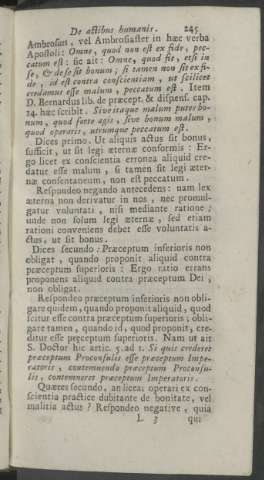 De actibus humanis. 245
Ambrosius, vel Ambrosiaster in hæc verba
Apostoli: Omne, quod non est ex fide, pec-
catum est: sic ait: Omne, quod fit, etsi in
se, & de se sit bonum, si tamen non sit ex fi-
de, id est contra conscientiam, ut scilicet
credamus esse malum, peccatum est. Item
D. Bernardus lib. de præcept. & dispens. cap.
24. hæc scribit. Sive itaque malum putes bo-
num, quod forte agis, sive bonum malum,
quod operaris, utrumque peccatum est.
Dices primo. Ut aliquis actus sit bonus,
sufficit, ut sit legi æternæ conformis: Er-
go licet ex conscientia erronea aliquid cre-
datur esse malum, si tamen sit legi æter-
næ consentaneum, non est peccatum.
Respondeo negando antecedens: nam lex
æterna non derivatur in nos, nec promul-
gatur voluntati, nisi mediante ratione;
unde non solum legi æternæ, sed etiam
rationi conveniens debet esse voluntatis a-
ctus, ut sit bonus.
Dices secundo: Præceptum inferioris non
obligat, quando proponit aliquid contra
præceptum superioris: Ergo ratio errans
proponens aliquid contra præceptum Dei,
non obligat.
Respondeo præceptum inferioris non obli-
gare quidem, quando proponit aliquid, quod
scitur esse contra præceptum superioris; obli-
gare tamen, quando id, quod proponit, cre-
ditur esse præceptum superioris. Nam ut ait
S. Doctor hic artic. 5. ad 1. Si quis crederet
præceptum Proconsulis esse præceptum Impe-
ratoris, contemnendo præceptum Proconsu-
lis, contemneret præceptum Imperatoris.
Quæres secundo, an liceat operari ex con-
scientia practice dubitante de bonitate, vel
malitia actus? Respondeo negative, quia
L 3 qui